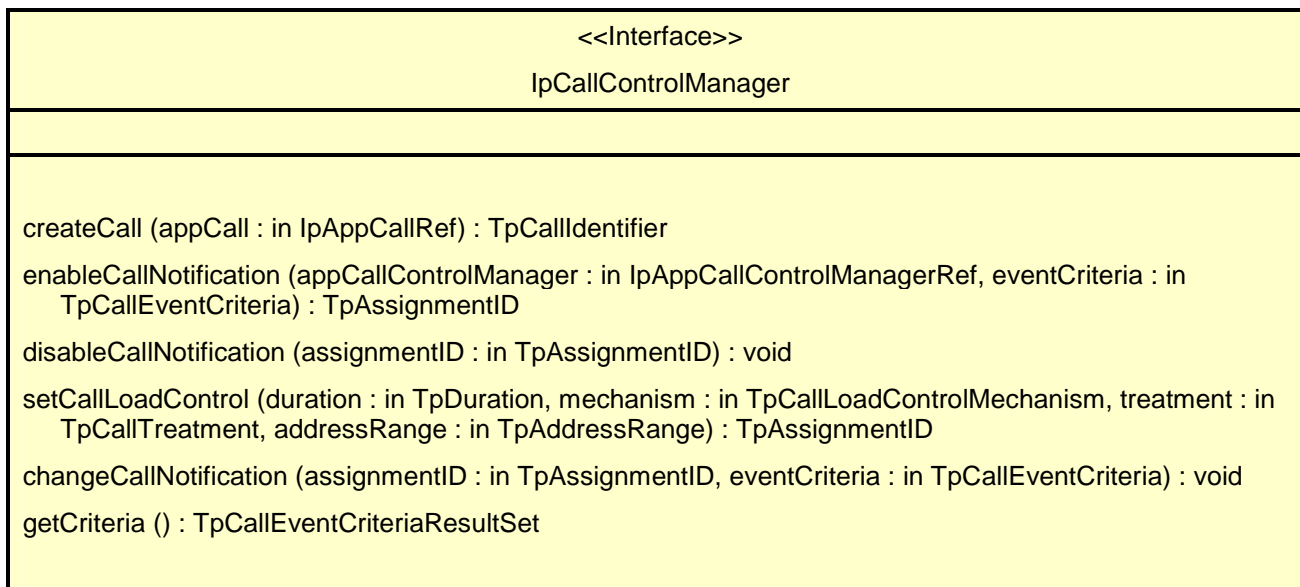 <<Interface>>
IpCallControlManager
createCall (appCall : in IpAppCallRef) : TpCallIdentifier
enableCallNotification (appCallControlManager : in IpAppCallControlManagerRef, eventCriteria : in
TpCallEventCriteria) : TpAssignmentID
disableCallNotification (assignmentID : in TpAssignmentID) : void
setCallLoadControl (duration : in TpDuration, mechanism : in TpCallLoadControlMechanism, treatment : in
TpCallTreatment, addressRange : in TpAddressRange) : TpAssignmentID
changeCallNotification (assignmentID : in TpAssignmentID, eventCriteria : in TpCallEventCriteria) : void
getCriteria () : TpCallEventCriteriaResultSet